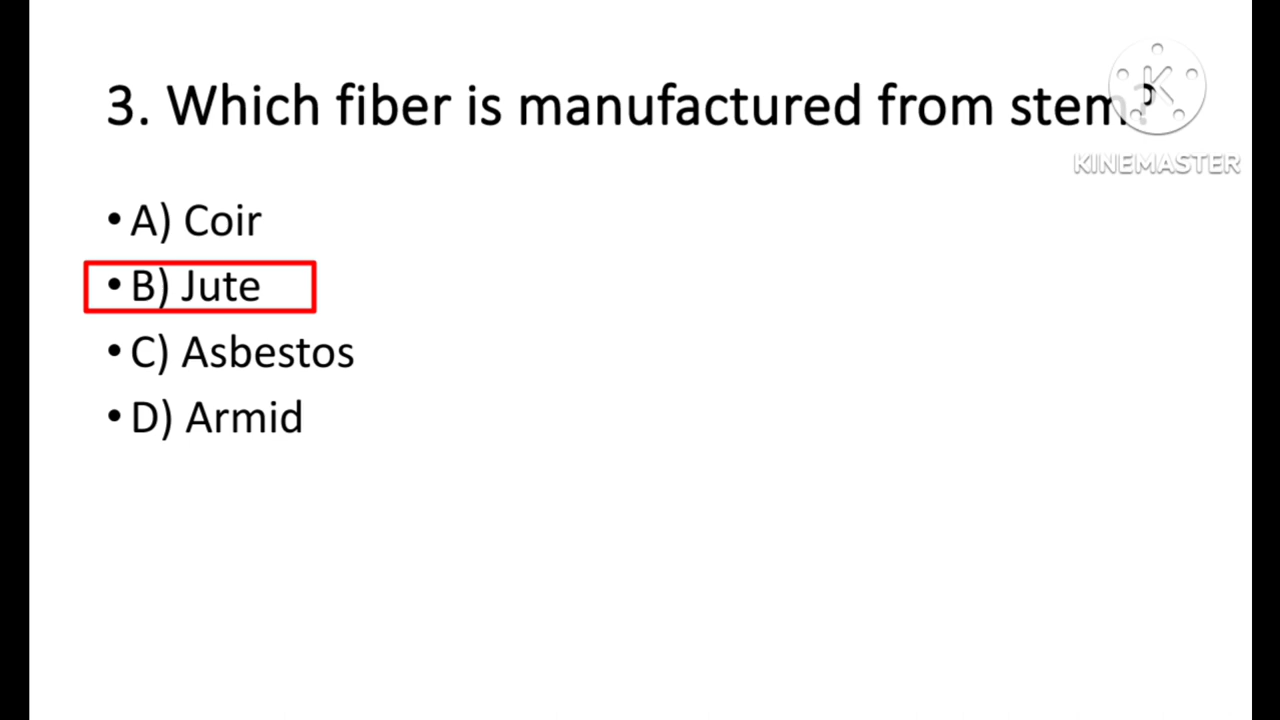 3. Which fiber is manufactured from stem?
KINEMASTER
• A) Coir
• B) Jute
• C) Asbestos
• D) Armid